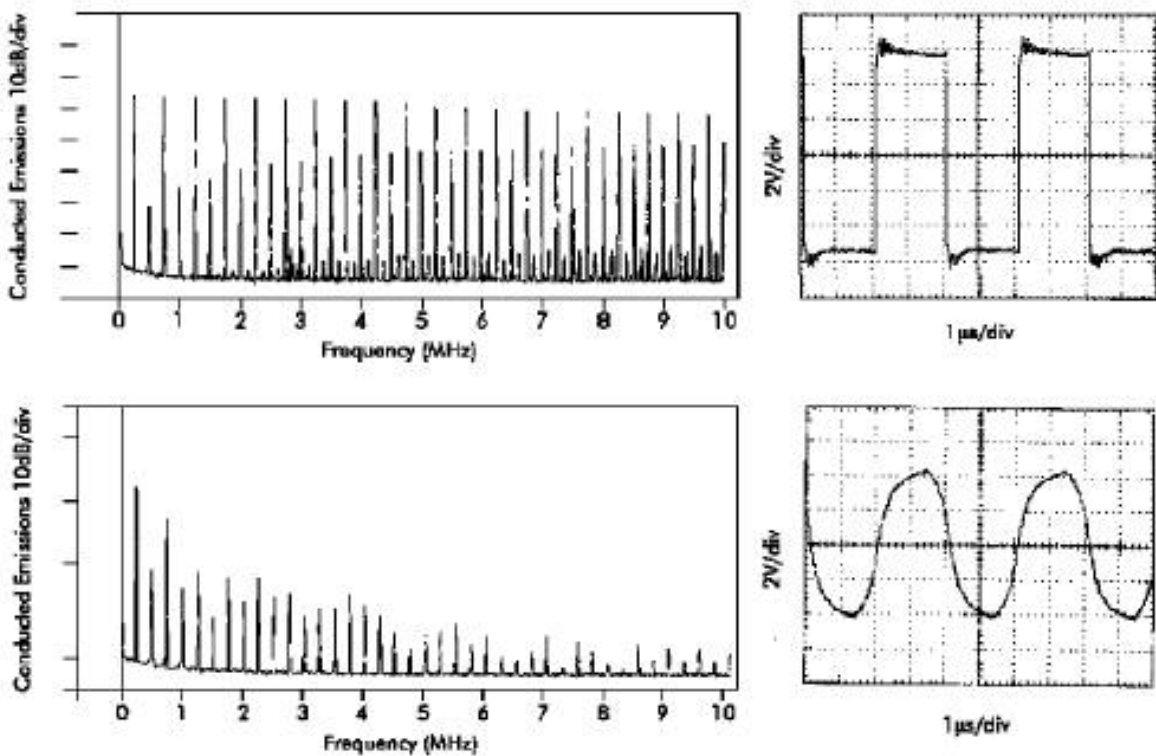 Conducted Emissions 10dB/div
0 1 2 3 4 5 6 7 8 9 10
Frequency (MHz)
2V/div
1µs/div
Conducted Emissions 10dB/div
0 1 2 3 4 5 6 7 8 9 10
Frequency (MHz)
2V/div
1µs/div